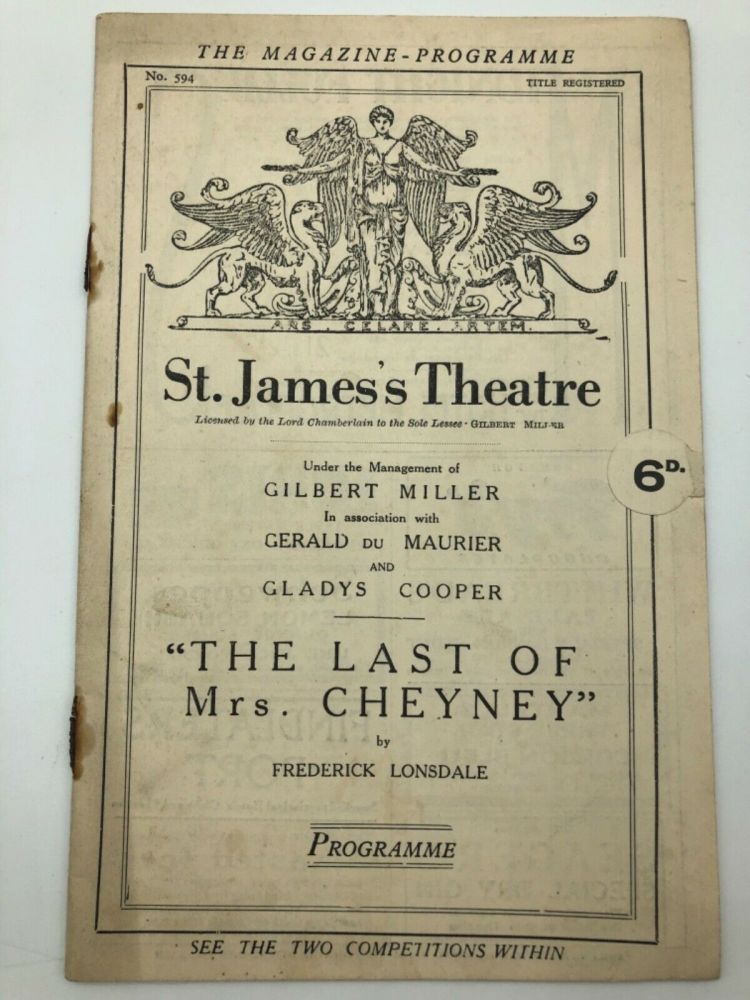 THE MAGAZINE-PROGRAMME
No. 594
TITLE REGISTERED
ARS . CELARE . ARTEM.
St. James's Theatre
Licensed by the Lord Chamberlain to the Sole Lessee · GILBERT MILLER
6D.
Under the Management of
GILBERT MILLER
In association with
GERALD DU MAURIER
AND
GLADYS COOPER
"THE LAST OF
Mrs. CHEYNEY"
by
FREDERICK LONSDALE
PROGRAMME
SEE THE TWO COMPETITIONS WITHIN